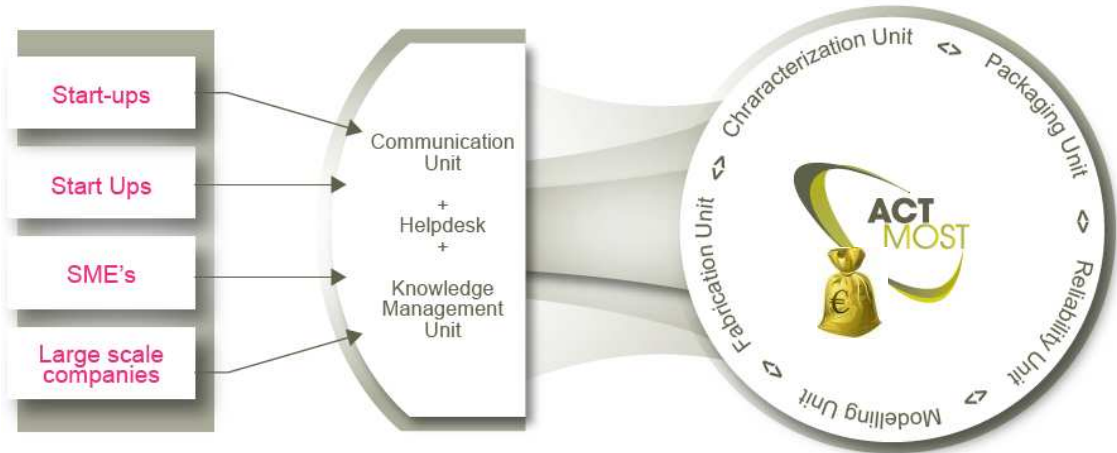 Start-ups
Start Ups
SME's
Large scale
companies
Communication
Unit
+
Helpdesk
+
Knowledge
Management
Unit
Chraracterization Unit
<>
Packaging Unit
<>
Reliability Unit
<>
Modelling Unit
<>
Fabrication Unit
<>
ACT
MOST
€